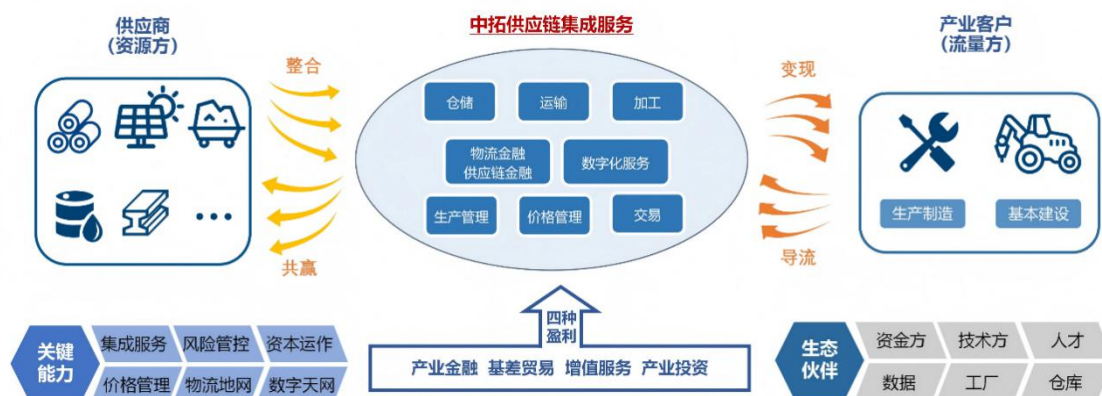 供应商
（资源方）
中拓供应链集成服务
产业客户
（流量方）
整合
变现
仓储
运输
加工
物流金融
供应链金融
数字化服务
生产管理
价格管理
交易
生产制造
基本建设
共赢
导流
四种
盈利
产业金融 基差贸易 增值服务 产业投资
关键
能力
集成服务 风险管控 资本运作
价格管理 物流地网 数字天网
生态
伙伴
资金方 技术方 人才
数据 工厂 仓库